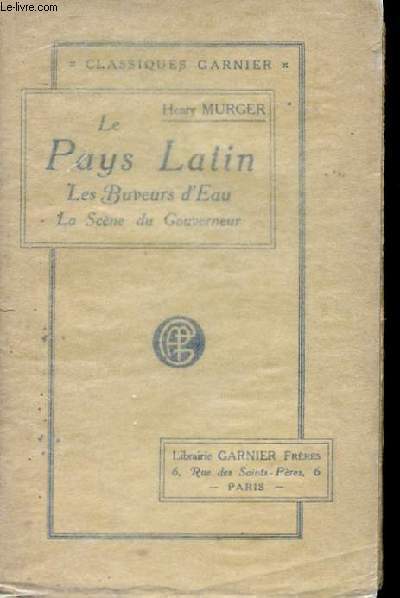 Le-livre.com
* CLASSIQUES GARNIER *
Henry MURGER
Le
Pays Latin
Les Buveurs d'Eau
La Scène du Gouverneur
Librairie GARNIER FRÈRES
6, Rue des Saints-Pères, 6
— PARIS —